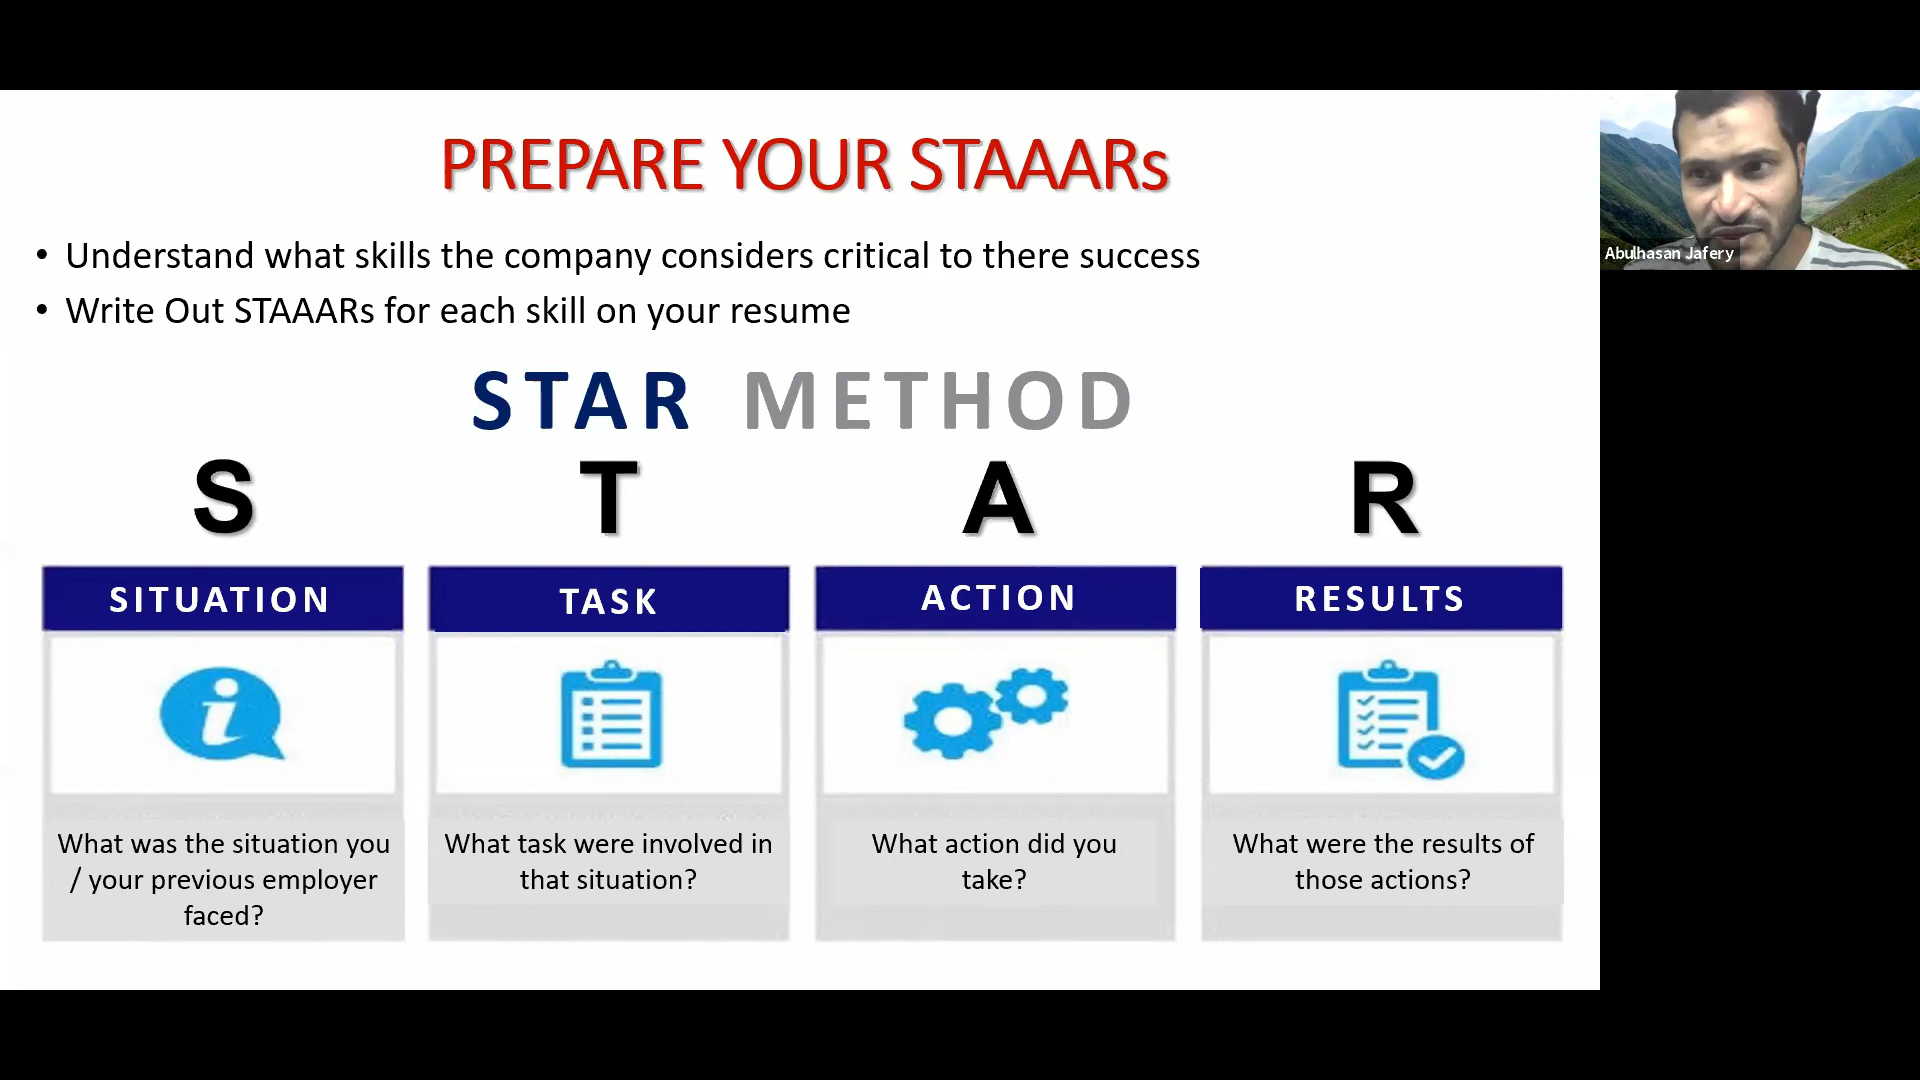 PREPARE YOUR STAAARs
• Understand what skills the company considers critical to there success
• Write Out STAAARs for each skill on your resume
STAR METHOD
S
T
A
R
SITUATION
TASK
ACTION
RESULTS
What was the situation you
/ your previous employer
faced?
What task were involved in
that situation?
What action did you
take?
What were the results of
those actions?
Abulhasan Jafery